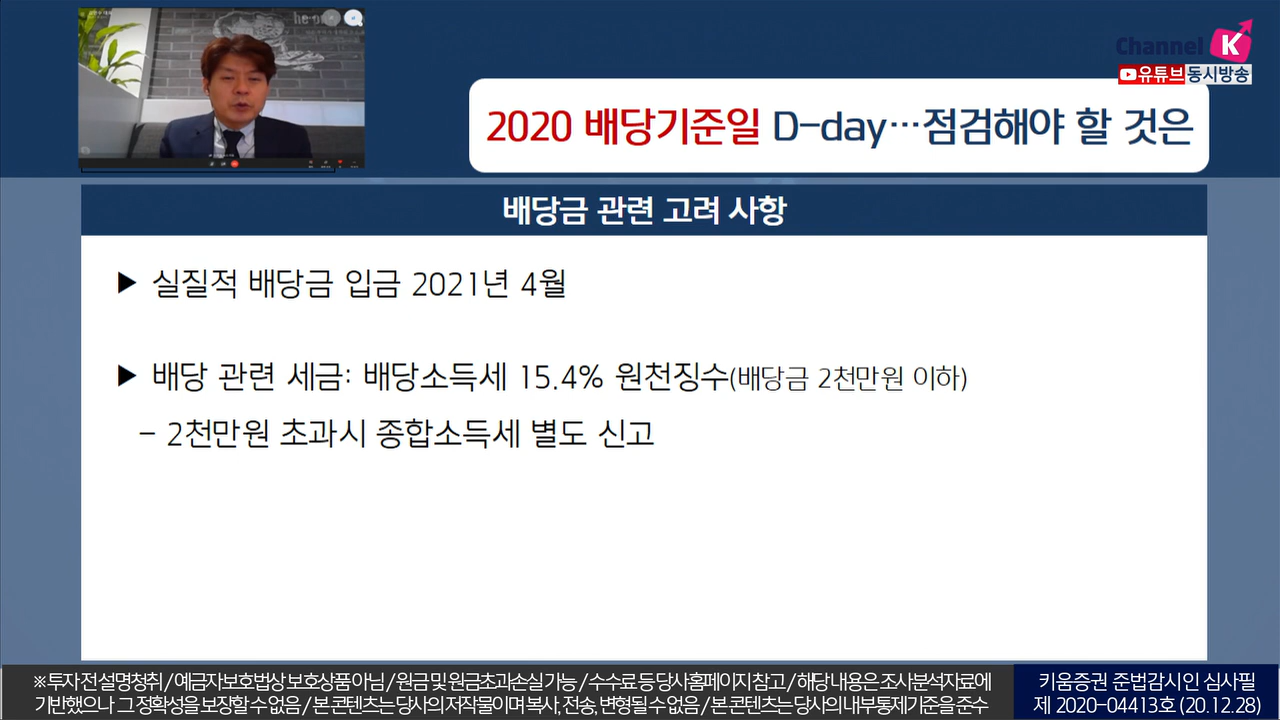 Channel K
유튜브동시방송
2020 배당기준일 D-day…점검해야 할 것은
배당금 관련 고려 사항
▶ 실질적 배당금 입금 2021년 4월
▶ 배당 관련 세금: 배당소득세 15.4% 원천징수(배당금 2천만원 이하)
- 2천만원 초과시 종합소득세 별도 신고
※ 투자 전 설명청취 / 예금자보호법상 보호상품 아님 / 원금 및 원금초과손실 가능 / 수수료 등 당사홈페이지 참고 / 해당 내용은 조사분석자료에
기반했으나 그 정확성을 보장할 수 없음 / 본 콘텐츠는 당사의 저작물이며 복사, 전송, 변형될 수 없음 / 본 콘텐츠는 당사의 내부통제기준을 준수
키움증권 준법감시인 심사필
제 2020-04413호 (20.12.28)